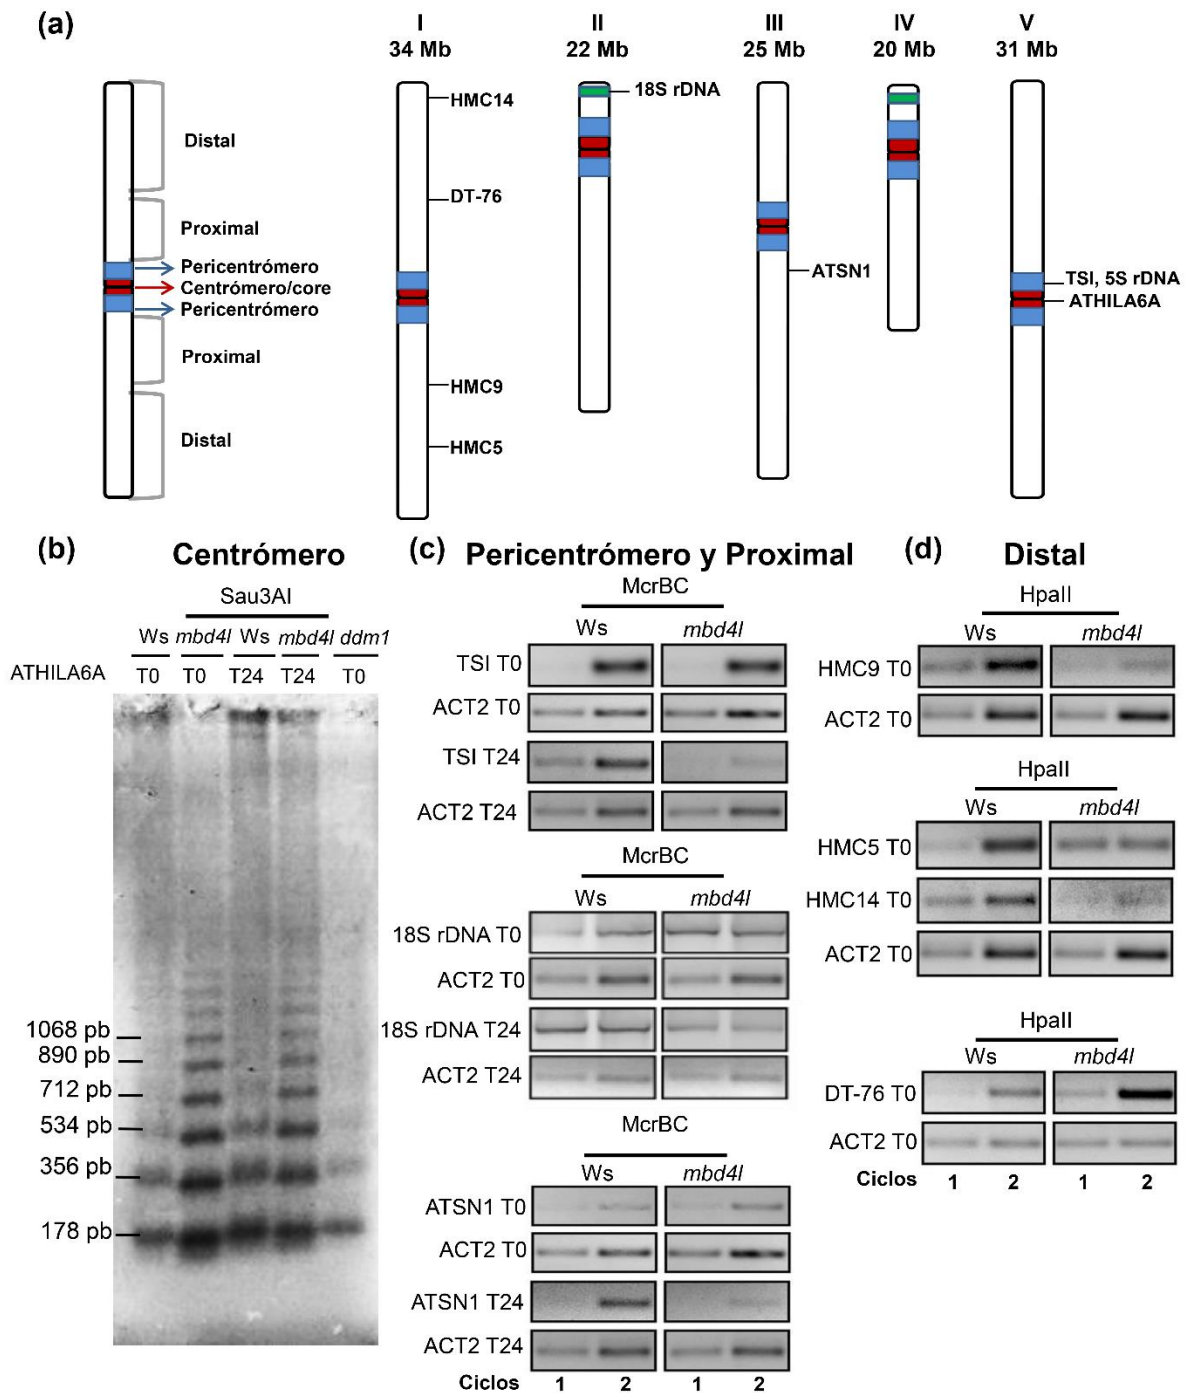 (a)
I
34 Mb
II
22 Mb
III
25 Mb
IV
20 Mb
V
31 Mb
Distal
Proximal
Pericentrómero
Centrómero/core
Pericentrómero
Proximal
Distal
HMC14
DT-76
HMC9
HMC5
18S rDNA
ATSN1
TSI, 5S rDNA
ATHILA6A
(b) Centrómero
Sau3AI
Ws mbd4l Ws mbd4l ddm1
ATHILA6A T0 T0 T24 T24 T0
1068 pb
890 pb
712 pb
534 pb
356 pb
178 pb
(c) Pericentrómero y Proximal
McrBC
Ws mbd4l
TSI T0
ACT2 T0
TSI T24
ACT2 T24
McrBC
Ws mbd4l
18S rDNA T0
ACT2 T0
18S rDNA T24
ACT2 T24
McrBC
Ws mbd4l
ATSN1 T0
ACT2 T0
ATSN1 T24
ACT2 T24
Ciclos 1 2 1 2
(d) Distal
HpaII
Ws mbd4l
HMC9 T0
ACT2 T0
HpaII
Ws mbd4l
HMC5 T0
HMC14 T0
ACT2 T0
HpaII
Ws mbd4l
DT-76 T0
ACT2 T0
Ciclos 1 2 1 2